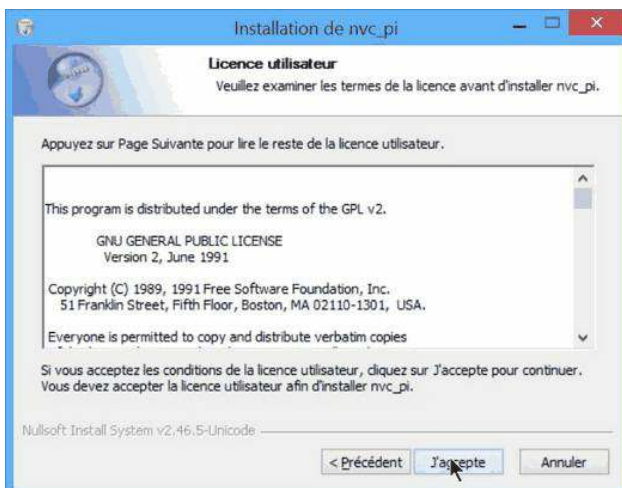 Installation de nvc_pi
Licence utilisateur
Veuillez examiner les termes de la licence avant d'installer nvc_pi.
Appuyez sur Page Suivante pour lire le reste de la licence utilisateur.
This program is distributed under the terms of the GPL v2.
GNU GENERAL PUBLIC LICENSE
Version 2, June 1991
Copyright (C) 1989, 1991 Free Software Foundation, Inc.
51 Franklin Street, Fifth Floor, Boston, MA 02110-1301, USA.
Everyone is permitted to copy and distribute verbatim copies
Si vous acceptez les conditions de la licence utilisateur, cliquez sur J'accepte pour continuer.
Vous devez accepter la licence utilisateur afin d'installer nvc_pi.
Nullsoft Install System v2.46.5-Unicode
< Précédent J'accepte Annuler